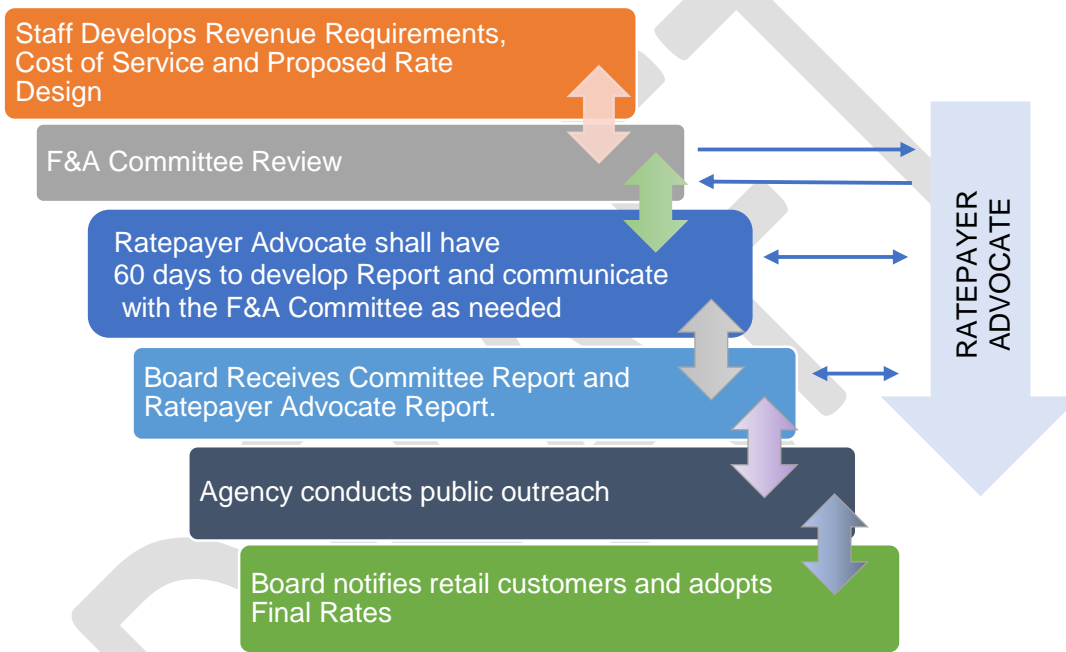 Staff Develops Revenue Requirements,
Cost of Service and Proposed Rate
Design
F&A Committee Review
Ratepayer Advocate shall have
60 days to develop Report and communicate
with the F&A Committee as needed
Board Receives Committee Report and
Ratepayer Advocate Report.
Agency conducts public outreach
Board notifies retail customers and adopts
Final Rates
RATEPAYER
ADVOCATE